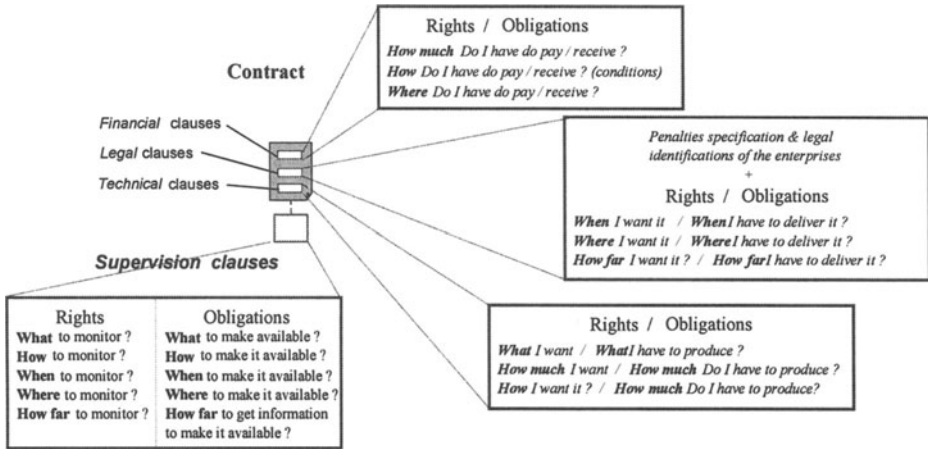 Contract
Financial clauses
Legal clauses
Technical clauses
Supervision clauses
Rights / Obligations
How much Do I have do pay / receive ?
How Do I have do pay / receive ? (conditions)
Where Do I have do pay / receive ?
Penalties specification & legal
identifications of the enterprises
+
Rights / Obligations
When I want it / When I have to deliver it ?
Where I want it / Where I have to deliver it ?
How far I want it ? / How far I have to deliver it ?
Rights / Obligations
What I want / What I have to produce ?
How much I want / How much Do I have to produce ?
How I want it ? / How much Do I have to produce?
Rights
What to monitor ?
How to monitor ?
When to monitor ?
Where to monitor ?
How far to monitor ?
Obligations
What to make available ?
How to make it available ?
When to make it available ?
Where to make it available ?
How far to get information
to make it available ?